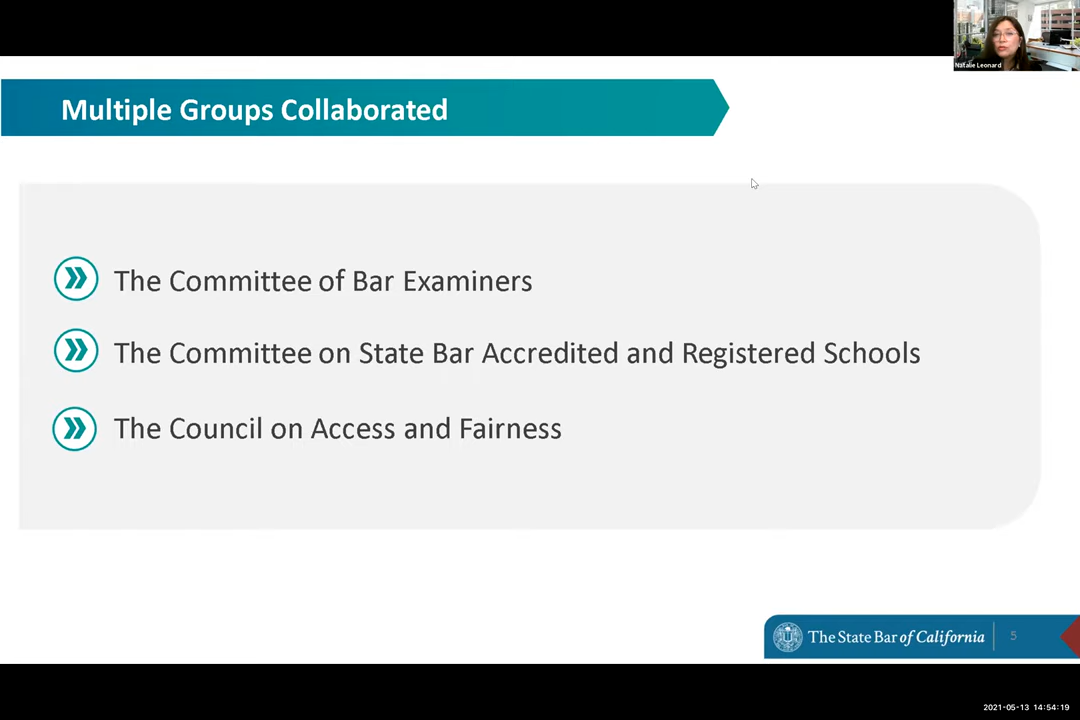 Natalie Leonard
Multiple Groups Collaborated
The Committee of Bar Examiners
The Committee on State Bar Accredited and Registered Schools
The Council on Access and Fairness
The State Bar of California
5
2021-05-13 14:54:19